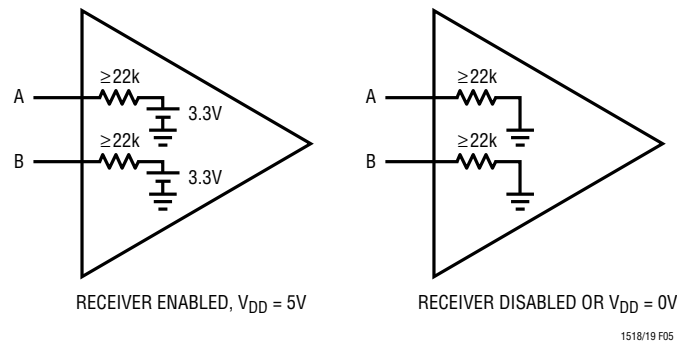 ≥22k
A
3.3V
≥22k
B
3.3V
RECEIVER ENABLED, VDD = 5V
≥22k
A
≥22k
B
RECEIVER DISABLED OR VDD = 0V
1518/19 F05